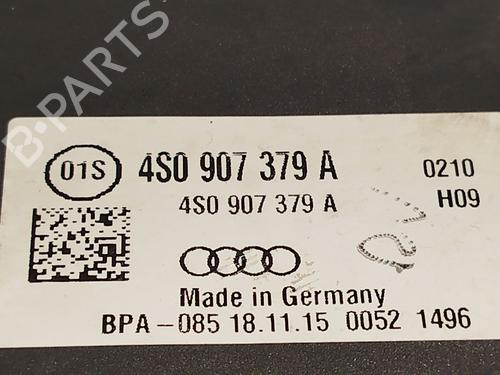 01S 4S0 907 379 A 0210
4S0 907 379 A H09
Made in Germany
BPA-085 18.11.15 0052 1496
B-PARTS